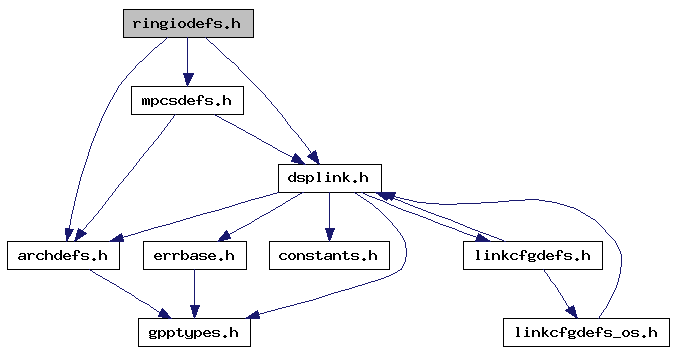 ringiodefs.h
mpcsdefs.h
dsplink.h
archdefs.h
errbase.h
constants.h
linkcfgdefs.h
gpptypes.h
linkcfgdefs_os.h